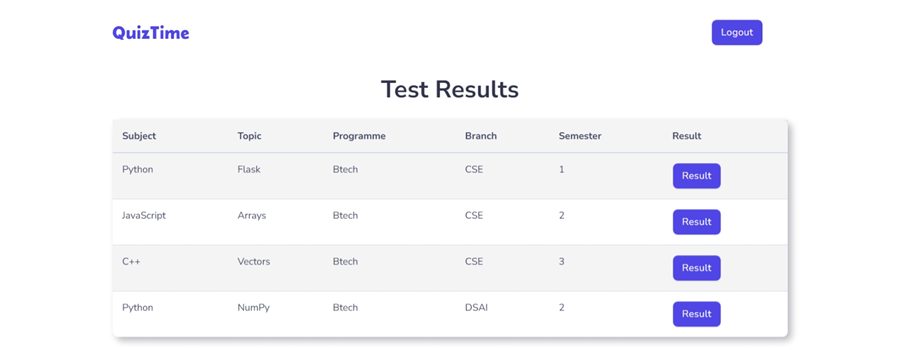 QuizTime Logout
Test Results
Subject Topic Programme Branch Semester Result
Python Flask Btech CSE 1 Result
JavaScript Arrays Btech CSE 2 Result
C++ Vectors Btech CSE 3 Result
Python NumPy Btech DSAI 2 Result